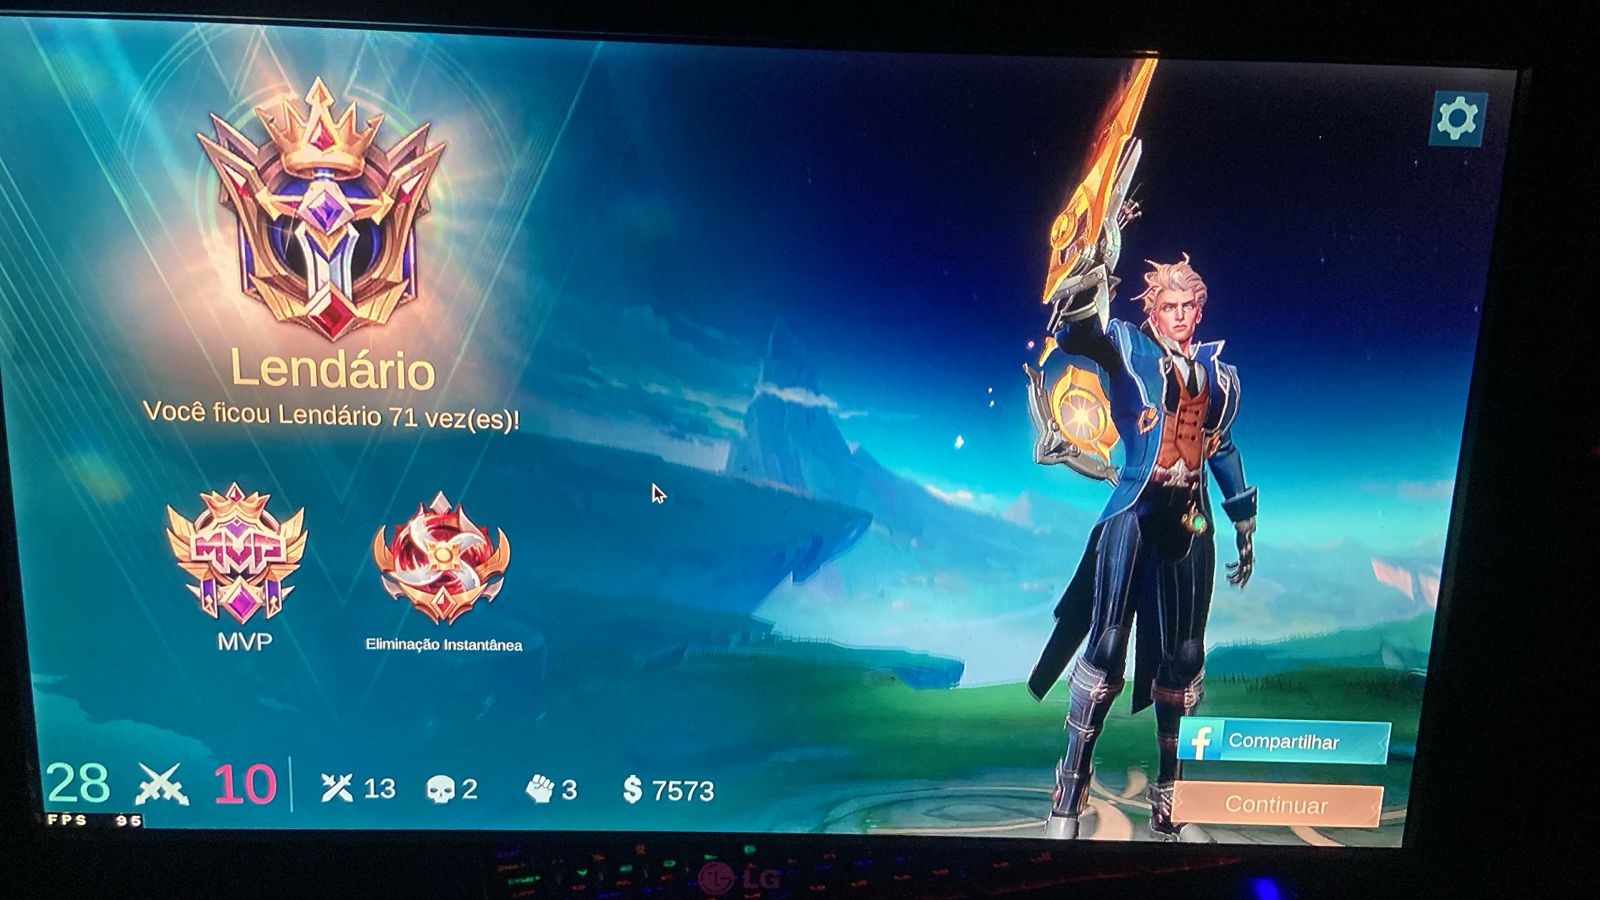 Lendário
Você ficou Lendário 71 vez(es)!
MVP
MVP
Eliminação Instantânea
28 10 13 2 3 $ 7573
FPS 95
f Compartilhar
Continuar
LG